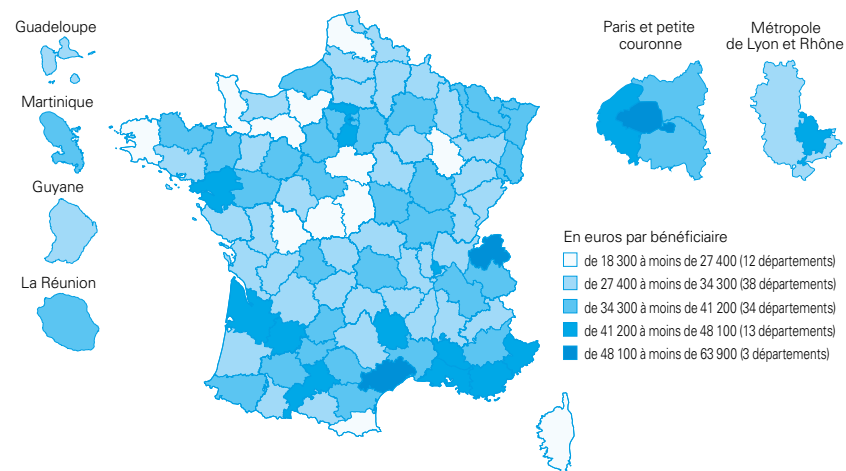 Guadeloupe
Martinique
Guyane
La Réunion
Paris et petite
couronne
Métropole
de Lyon et Rhône
En euros par bénéficiaire
de 18 300 à moins de 27 400 (12 départements)
de 27 400 à moins de 34 300 (38 départements)
de 34 300 à moins de 41 200 (34 départements)
de 41 200 à moins de 48 100 (13 départements)
de 48 100 à moins de 63 900 (3 départements)